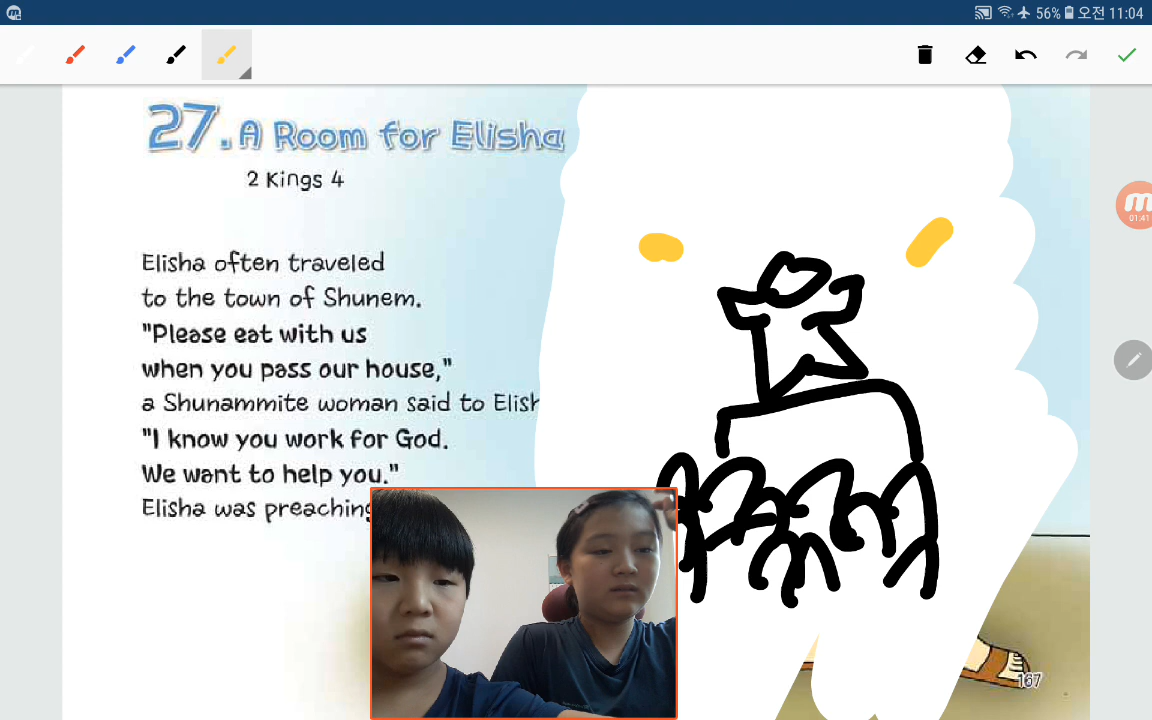 56% 오전 11:04
27. A Room for Elisha
2 Kings 4
Elisha often traveled
to the town of Shunem.
"Please eat with us
when you pass our house,"
a Shunammite woman said to Elish
"I know you work for God.
We want to help you."
Elisha was preaching
01:41
167